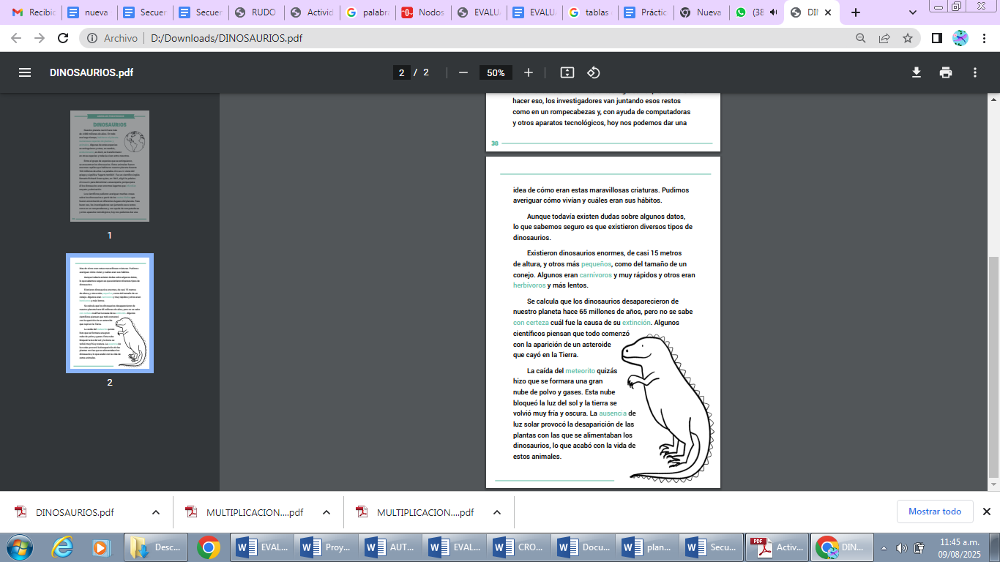 Recibic
nueva
Secuen
Secuen
RUDO
Activid
palabra
Nodos
EVALU
EVALU
tablas
Práctic
Nueva
(38
DIN
Archivo
D:/Downloads/DINOSAURIOS.pdf
DINOSAURIOS.pdf
2 / 2
50%
DINOSAURIOS
1
2
hacer eso, los investigadores van juntando esos restos
como en un rompecabezas y, con ayuda de computadoras
y otros aparatos tecnológicos, hoy nos podemos dar una
38
idea de cómo eran estas maravillosas criaturas. Pudimos
averiguar cómo vivían y cuáles eran sus hábitos.
Aunque todavía existen dudas sobre algunos datos,
lo que sabemos seguro es que existieron diversos tipos de
dinosaurios.
Existieron dinosaurios enormes, de casi 15 metros
de altura, y otros más pequeños, como del tamaño de un
conejo. Algunos eran carnívoros y muy rápidos y otros eran
herbívoros y más lentos.
Se calcula que los dinosaurios desaparecieron de
nuestro planeta hace 65 millones de años, pero no se sabe
con certeza cuál fue la causa de su extinción. Algunos
científicos piensan que todo comenzó
con la aparición de un asteroide
que cayó en la Tierra.
La caída del meteorito quizás
hizo que se formara una gran
nube de polvo y gases. Esta nube
bloqueó la luz del sol y la tierra se
volvió muy fría y oscura. La ausencia de
luz solar provocó la desaparición de las
plantas con las que se alimentaban los
dinosaurios, lo que acabó con la vida de
estos animales.
DINOSAURIOS.pdf
MULTIPLICACION....pdf
MULTIPLICACION....pdf
Mostrar todo
Desc...
EVAL...
Proy...
AUT...
EVAL...
CRO...
Docu...
plan...
Secu...
PDF
Activ...
DIN...
11:45 a.m.
09/08/2025